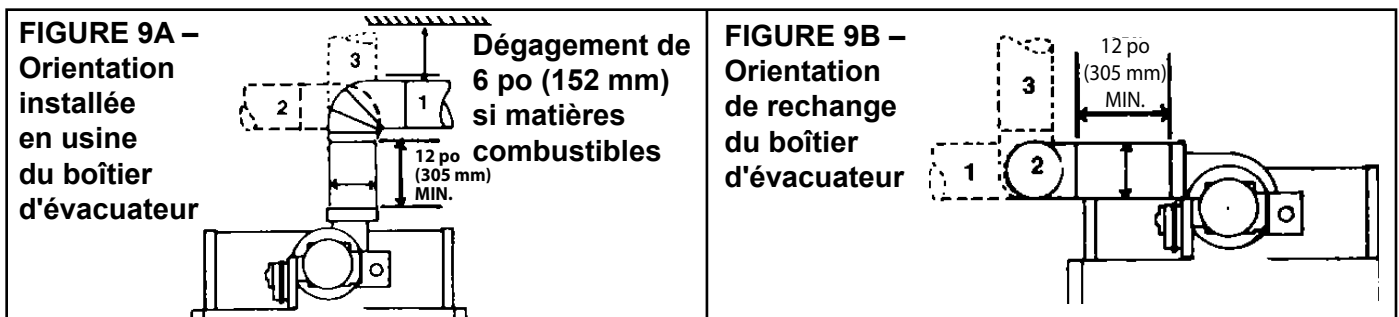 FIGURE 9A –
Orientation
installée
en usine
du boîtier
d'évacuateur
Dégagement de
6 po (152 mm)
si matières
combustibles
3
2
1
12 po
(305 mm)
MIN.
FIGURE 9B –
Orientation
de rechange
du boîtier
d'évacuateur
12 po
(305 mm)
MIN.
3
1
2